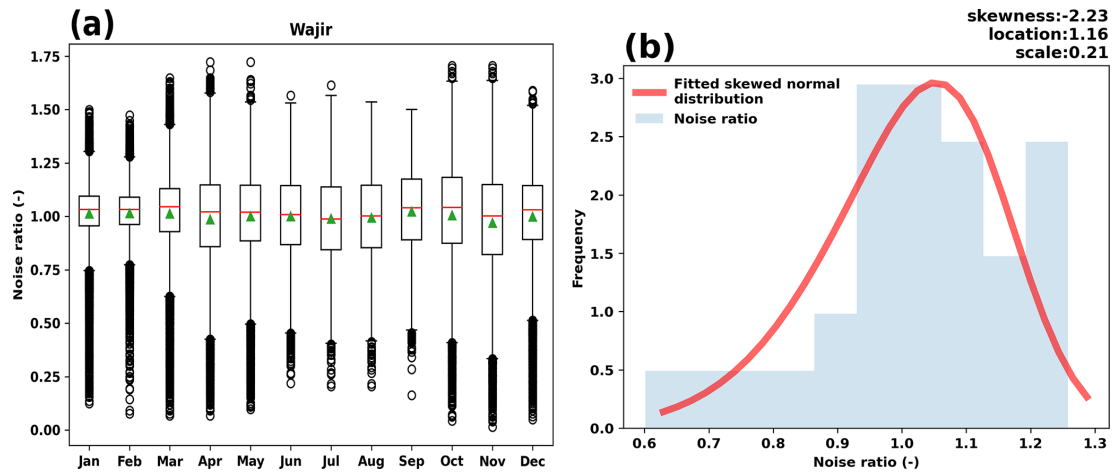 (a)
Wajir
Noise ratio (-)
1.75
1.50
1.25
1.00
0.75
0.50
0.25
0.00
Jan Feb Mar Apr May Jun Jul Aug Sep Oct Nov Dec
(b)
skewness:-2.23
location:1.16
scale:0.21
Fitted skewed normal
distribution
Noise ratio
Frequency
3.0
2.5
2.0
1.5
1.0
0.5
0.0
0.6 0.7 0.8 0.9 1.0 1.1 1.2 1.3
Noise ratio (-)